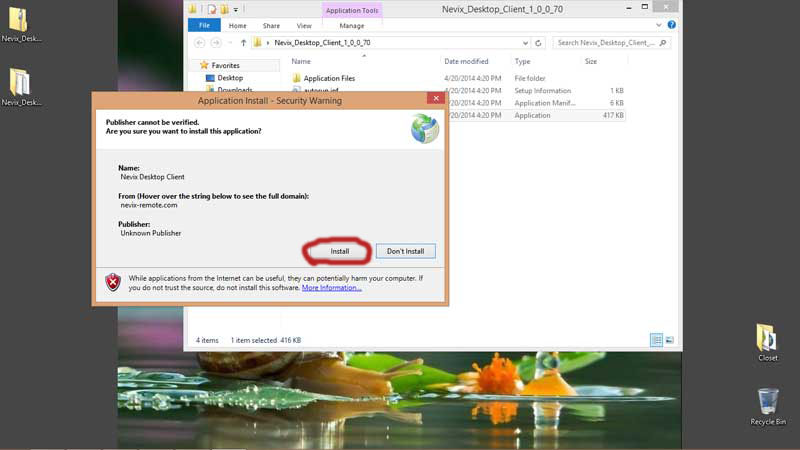 Nevix_Desk...
Nevix_Desk...
Application Tools
Nevix_Desktop_Client_1_0_0_70
File
Home
Share
View
Manage
Nevix_Desktop_Client_1_0_0_70
Search Nevix_Desktop_Client_...
Favorites
Desktop
Downloads
Name
Date modified
Type
Size
Application Files
4/20/2014 4:20 PM
File folder
autorun.inf
4/20/2014 4:20 PM
Setup Information
1 KB
/20/2014 4:20 PM
Application Manif...
6 KB
/20/2014 4:20 PM
Application
417 KB
Application Install - Security Warning
Publisher cannot be verified.
Are you sure you want to install this application?
Name:
Nevix Desktop Client
From (Hover over the string below to see the full domain):
nevix-remote.com
Publisher:
Unknown Publisher
Install
Don't Install
While applications from the Internet can be useful, they can potentially harm your computer. If
you do not trust the source, do not install this software. More Information...
4 items
1 item selected. 416 KB
Closet
Recycle Bin